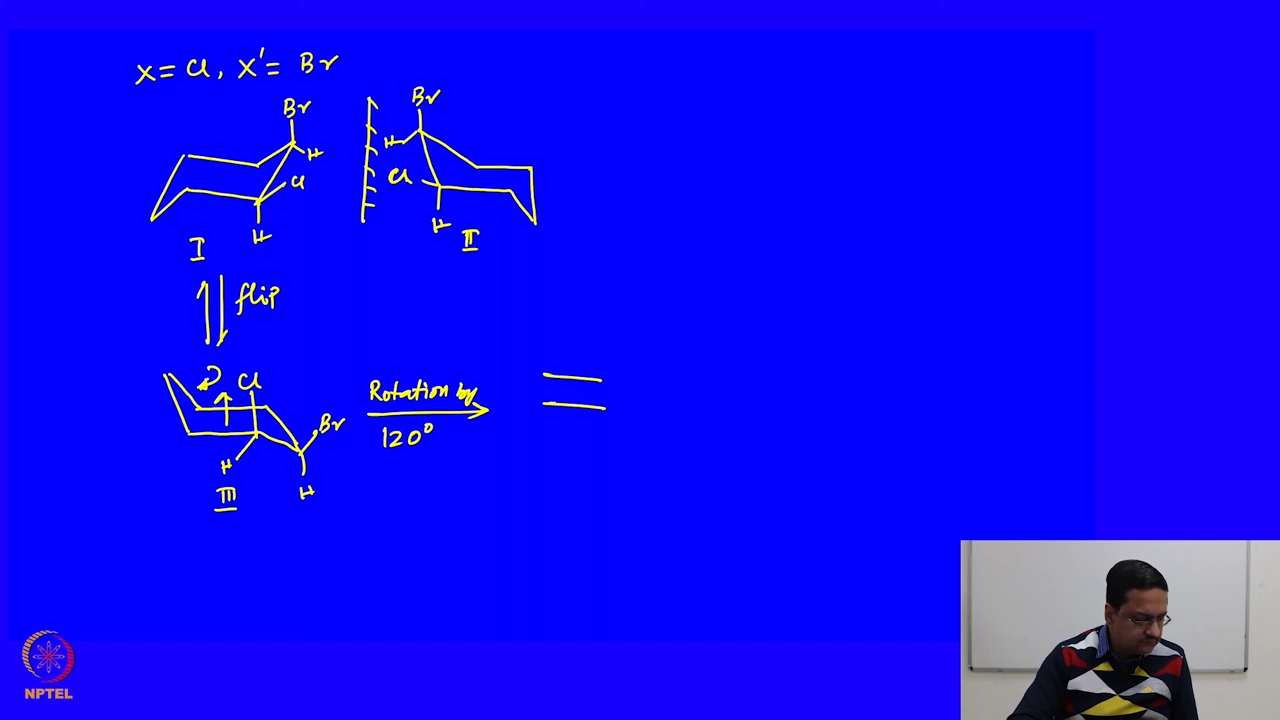 X = Cl, X' = Br
Br
H
Cl
H
I
Br
H
Cl
H
II
flip
Cl
Br
H
H
III
Rotation by
120°
NPTEL